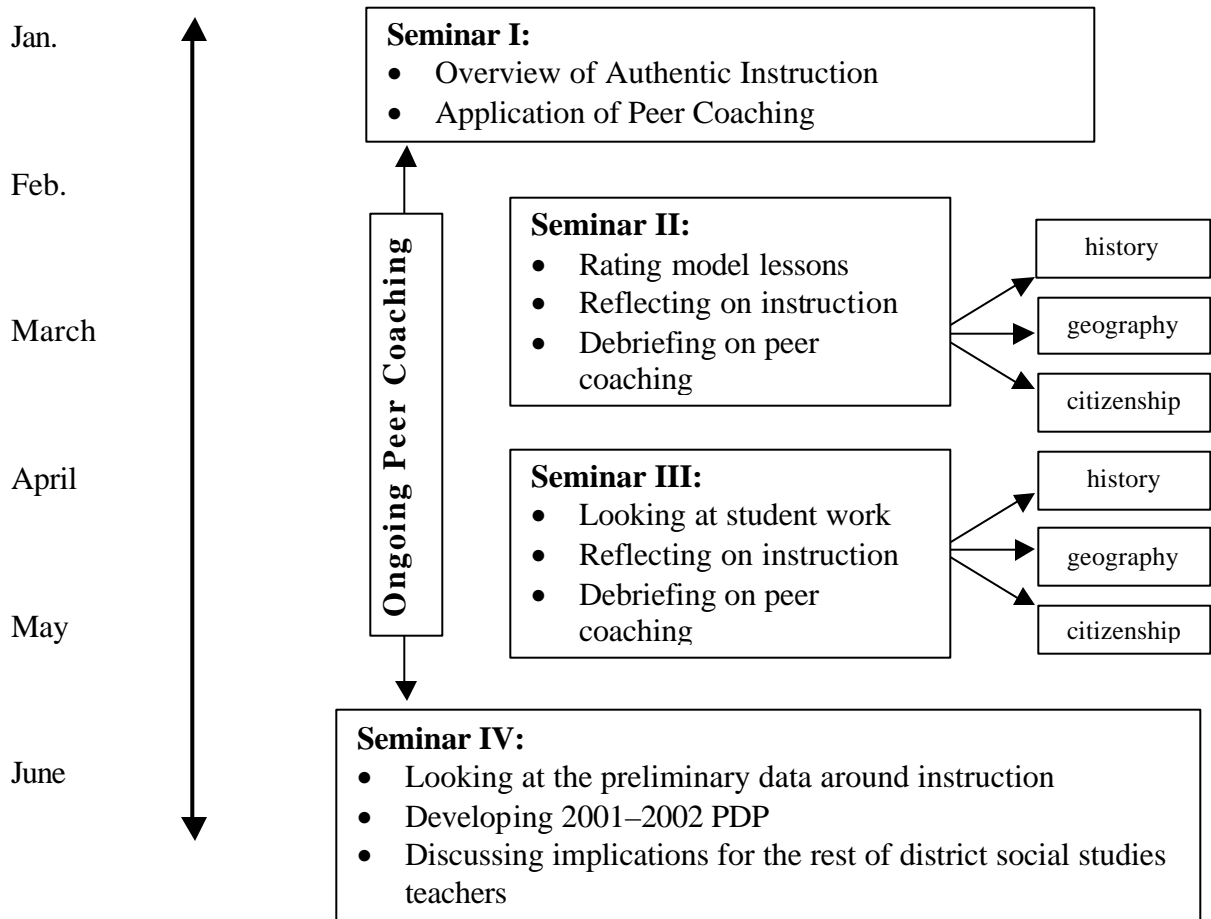 Jan.
Seminar I:
• Overview of Authentic Instruction
• Application of Peer Coaching
Feb.
March
April
May
June
Ongoing Peer Coaching
Seminar II:
• Rating model lessons
• Reflecting on instruction
• Debriefing on peer
coaching
history
geography
citizenship
Seminar III:
• Looking at student work
• Reflecting on instruction
• Debriefing on peer
coaching
history
geography
citizenship
Seminar IV:
• Looking at the preliminary data around instruction
• Developing 2001–2002 PDP
• Discussing implications for the rest of district social studies
teachers